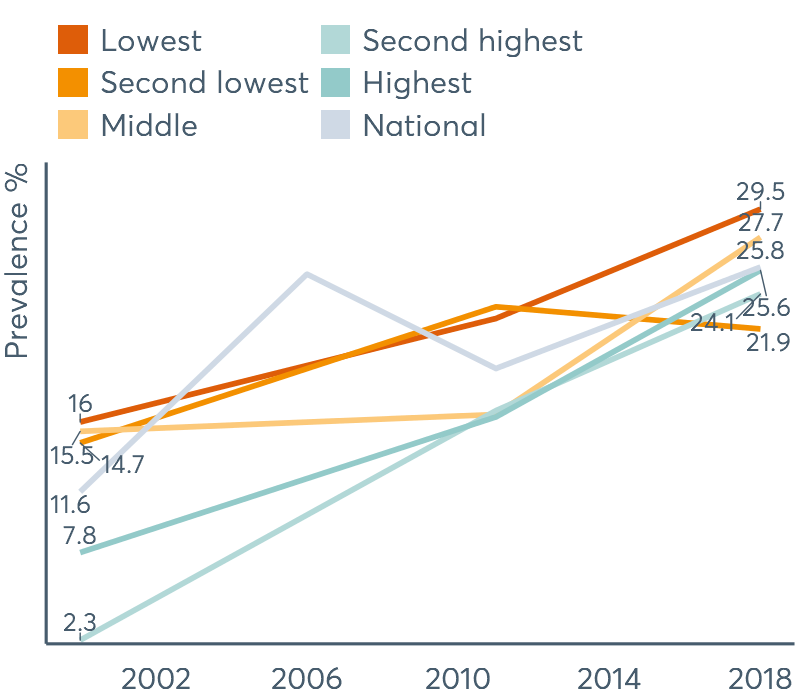 Lowest
Second lowest
Middle
Second highest
Highest
National
Prevalence %
29.5
27.7
25.8
25.6
24.1
21.9
16
15.5
14.7
11.6
7.8
2.3
2002 2006 2010 2014 2018